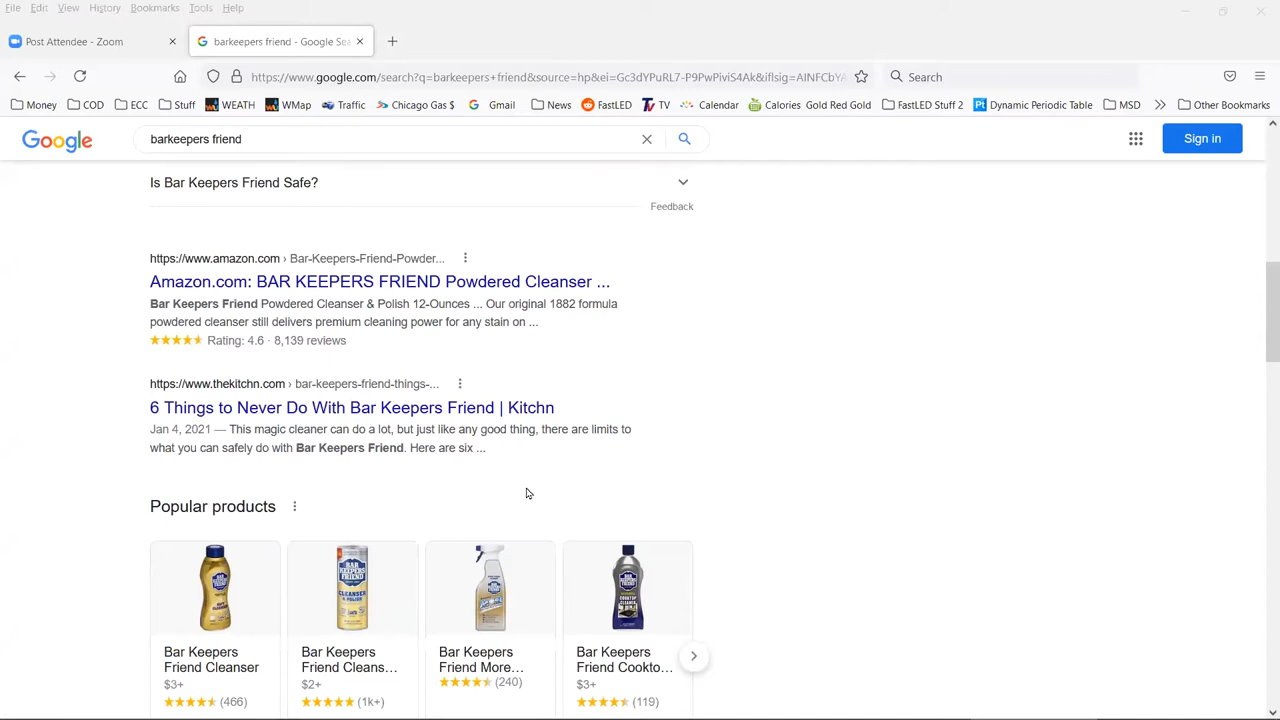 File Edit View History Bookmarks Tools Help
Post Attendee - Zoom
barkeepers friend - Google Sea
https://www.google.com/search?q=barkeepers+friend&source=hp&ei=Gc3dYPuRL7-P9PwPiviS4Ak&iflsig=AINFCbYA
Search
Money COD ECC Stuff WEATH WMap Traffic Chicago Gas $ Gmail News FastLED TV Calendar Calories Gold Red Gold FastLED Stuff 2 Dynamic Periodic Table MSD Other Bookmarks
Google
barkeepers friend
Sign in
Is Bar Keepers Friend Safe?
Feedback
https://www.amazon.com › Bar-Keepers-Friend-Powder...
Amazon.com: BAR KEEPERS FRIEND Powdered Cleanser ...
Bar Keepers Friend Powdered Cleanser & Polish 12-Ounces ... Our original 1882 formula
powdered cleanser still delivers premium cleaning power for any stain on ...
Rating: 4.6 · 8,139 reviews
https://www.thekitchn.com › bar-keepers-friend-things-...
6 Things to Never Do With Bar Keepers Friend | Kitchn
Jan 4, 2021 — This magic cleaner can do a lot, but just like any good thing, there are limits to
what you can safely do with Bar Keepers Friend. Here are six ...
Popular products
BAR KEEPERS FRIEND
CLEANSER & POLISH
Bar Keepers
Friend Cleanser
$3+
(466)
Bar Keepers
Friend Cleans...
$2+
(1k+)
Bar Keepers
Friend More...
(240)
Bar Keepers
Friend Cookto...
$3+
(119)